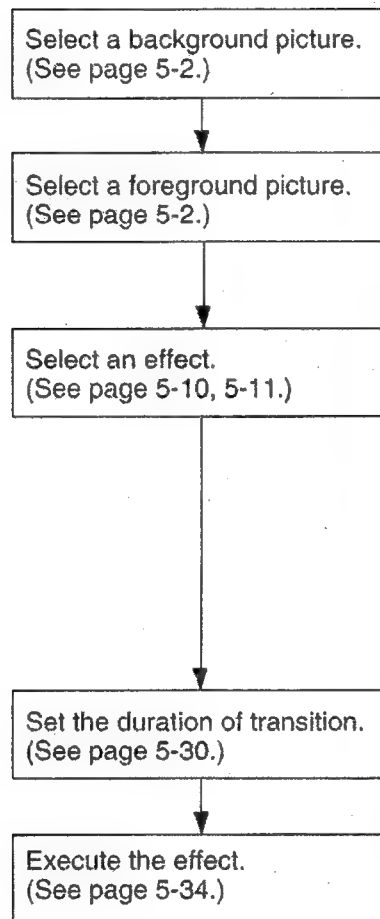 Select a background picture.
(See page 5-2.)
Select a foreground picture.
(See page 5-2.)
Select an effect.
(See page 5-10, 5-11.)
Set the duration of transition.
(See page 5-30.)
Execute the effect.
(See page 5-34.)